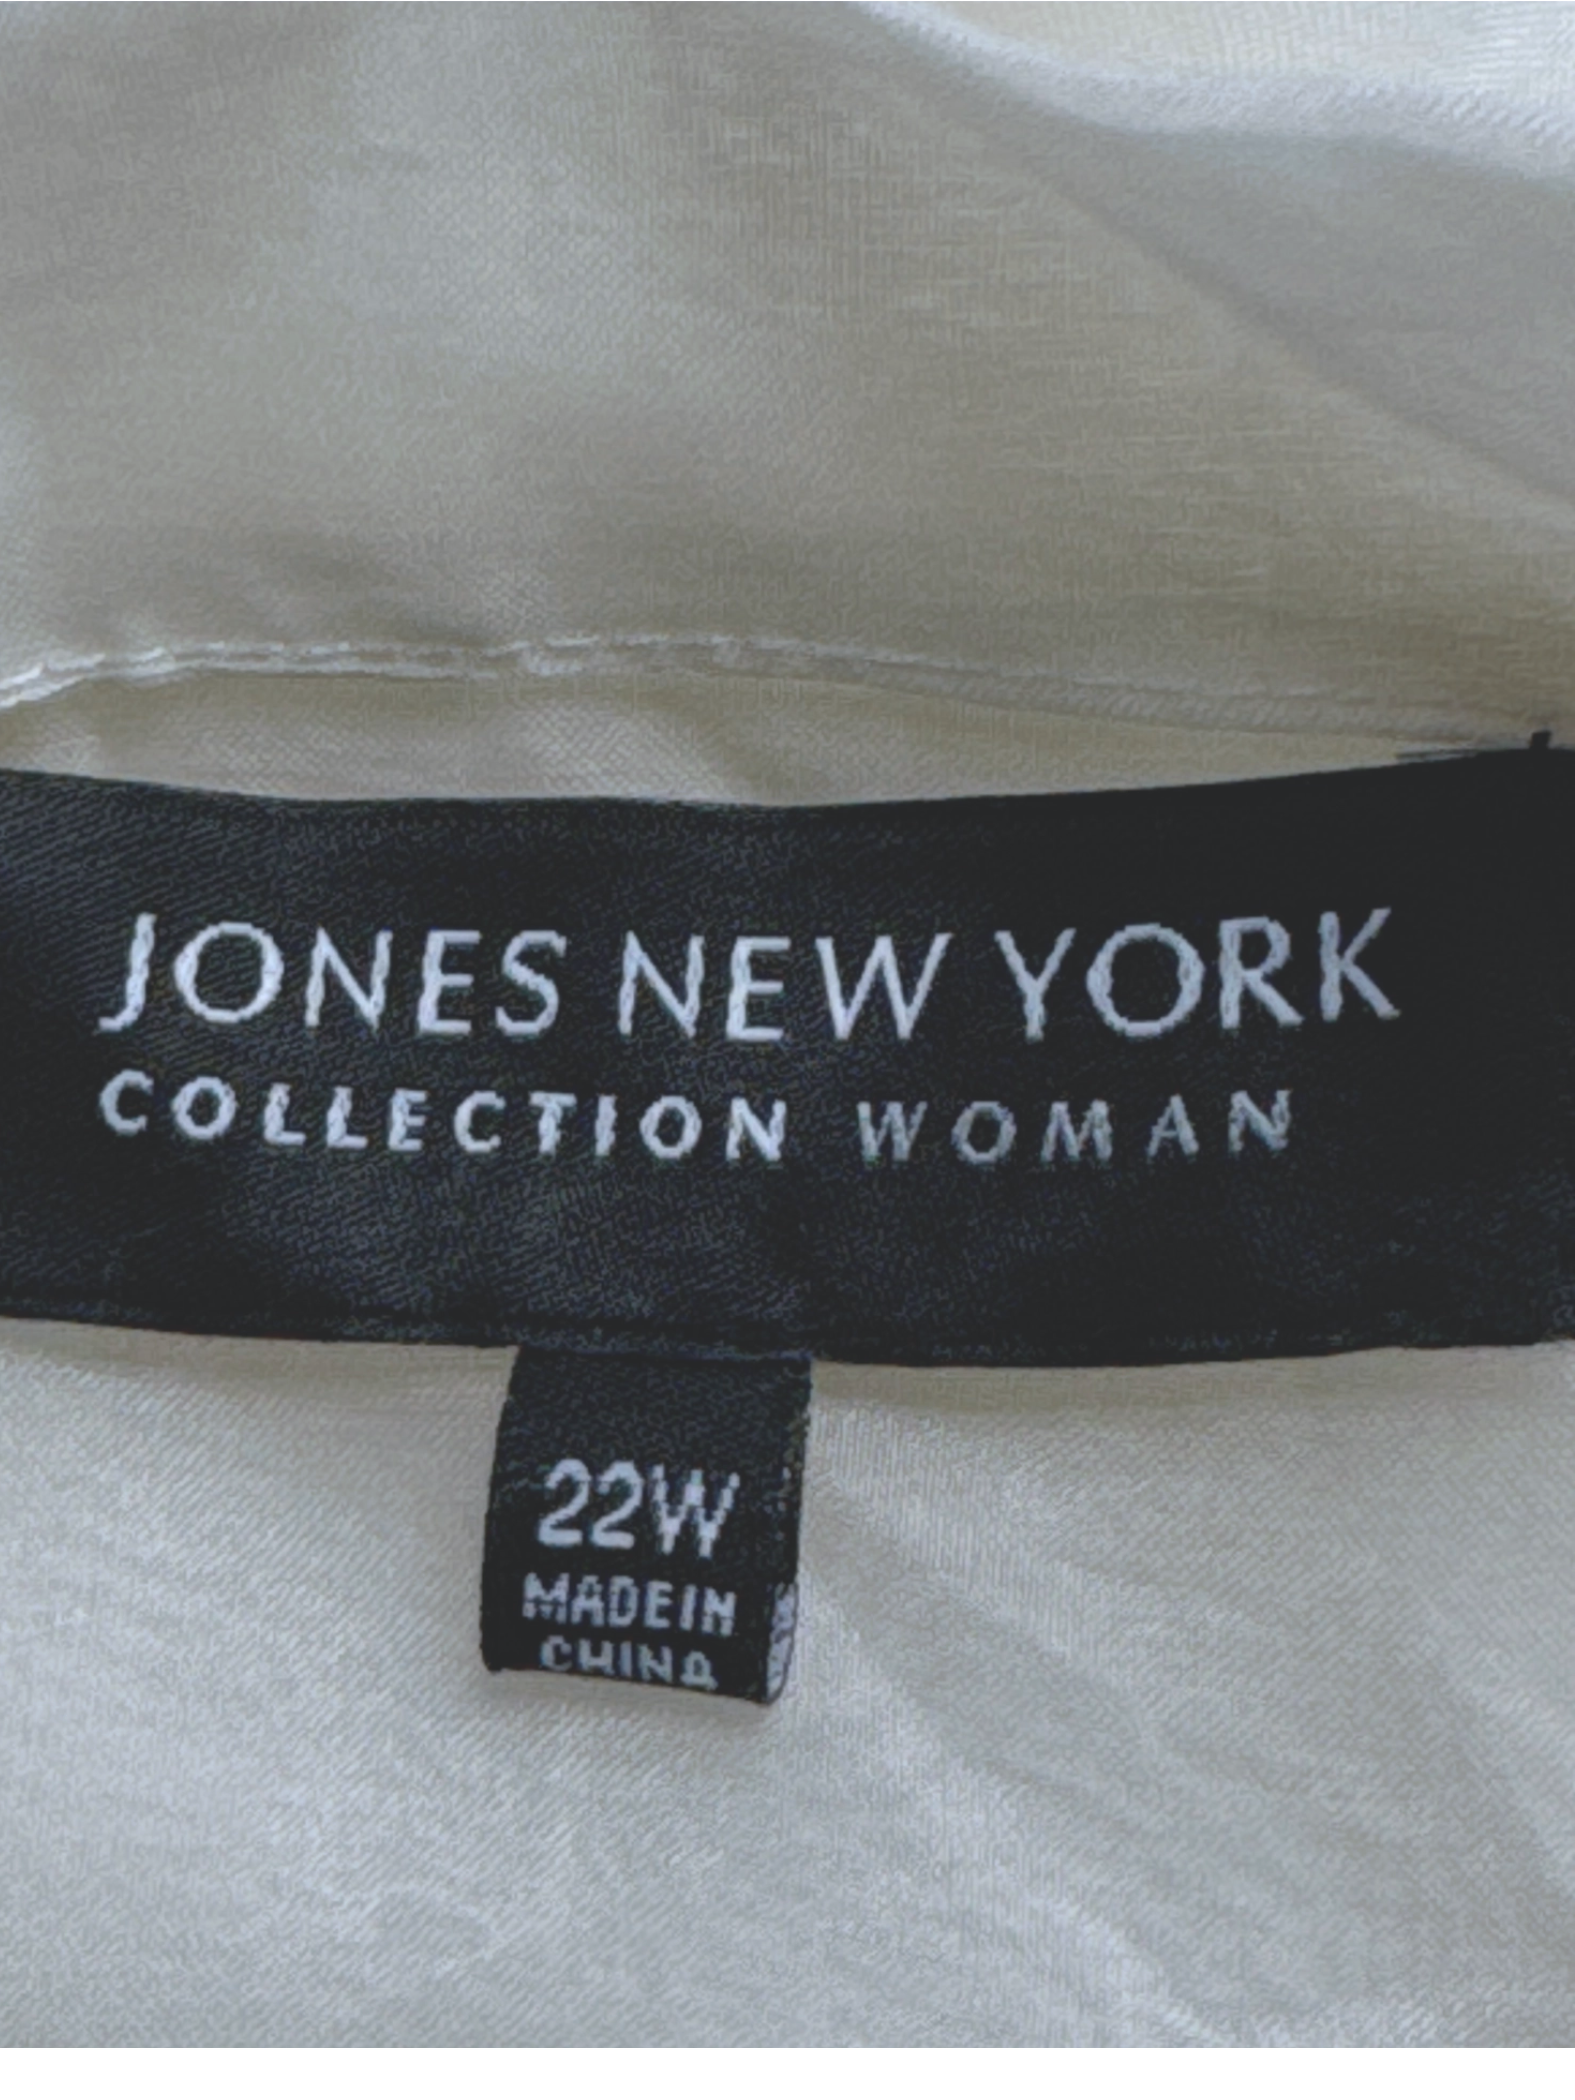 JONES NEW YORK
COLLECTION WOMAN
22W
MADE IN
CHINA